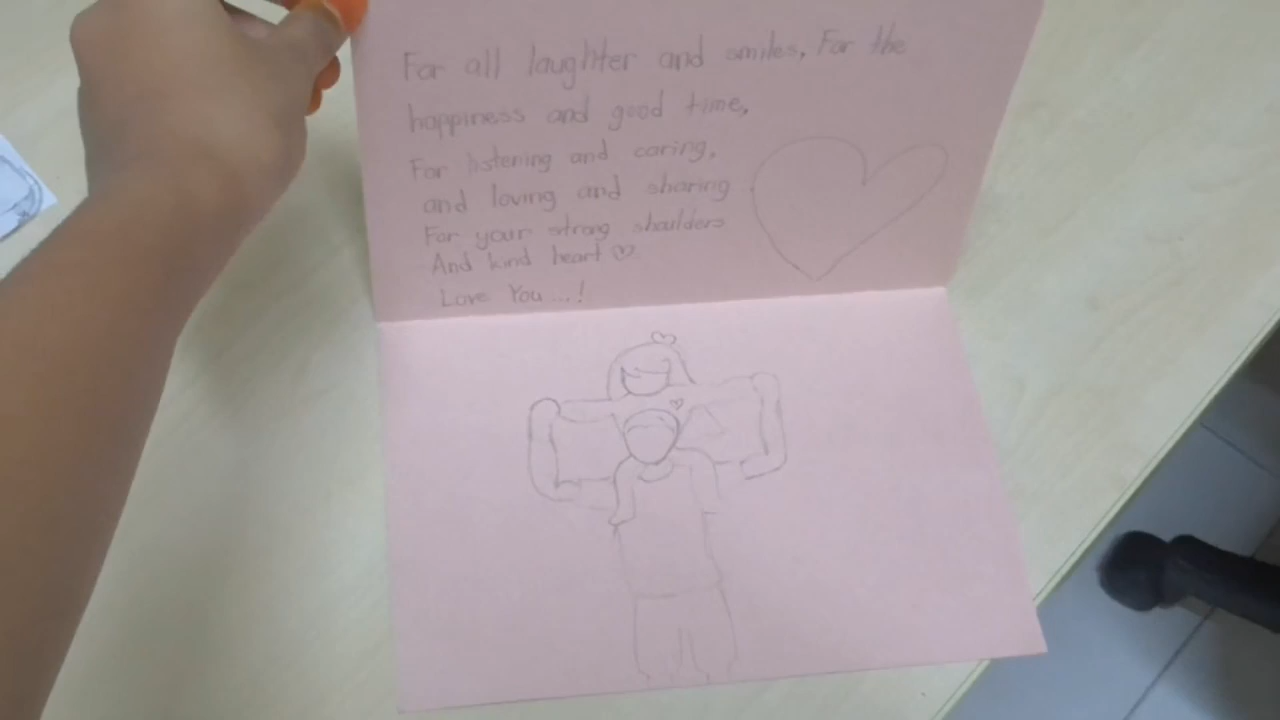 For all laughter and smiles, For the
happiness and good time,
For listening and caring,
and loving and sharing
For your strong shoulders
And kind heart ♡
Love You...!